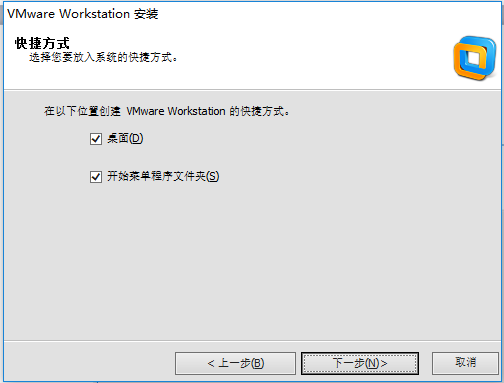 VMware Workstation 安装
快捷方式
选择您要放入系统的快捷方式。
在以下位置创建 VMware Workstation 的快捷方式。
桌面(D)
开始菜单程序文件夹(S)
< 上一步(B)
下一步(N)>
取消